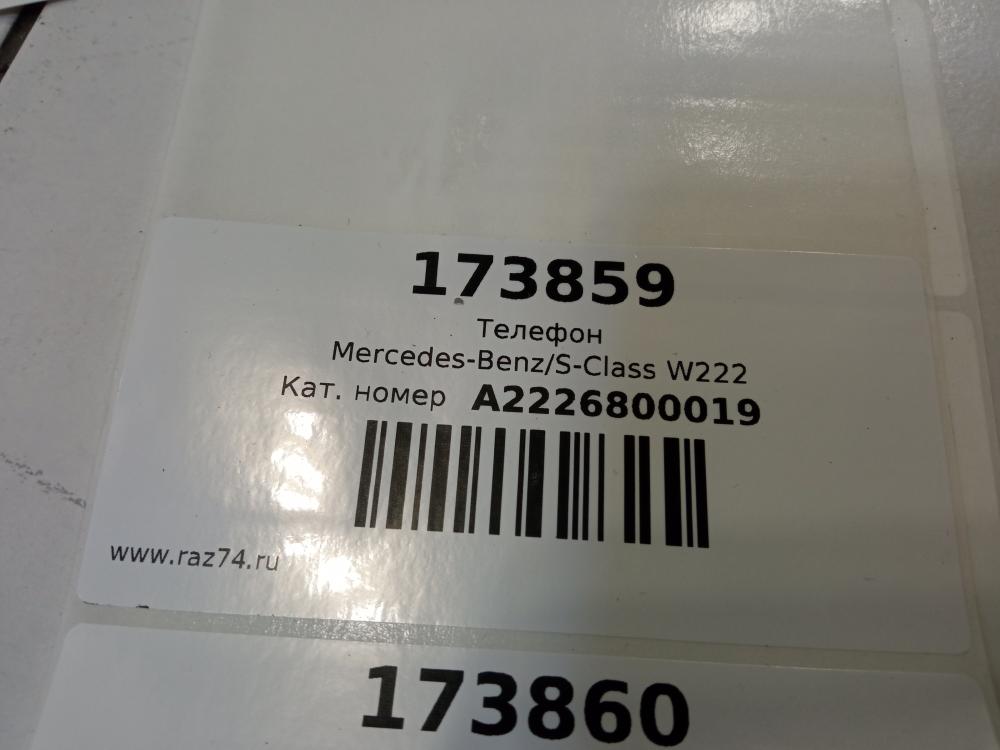 173859
Телефон
Mercedes-Benz/S-Class W222
Кат. номер A2226800019
www.raz74.ru
173860